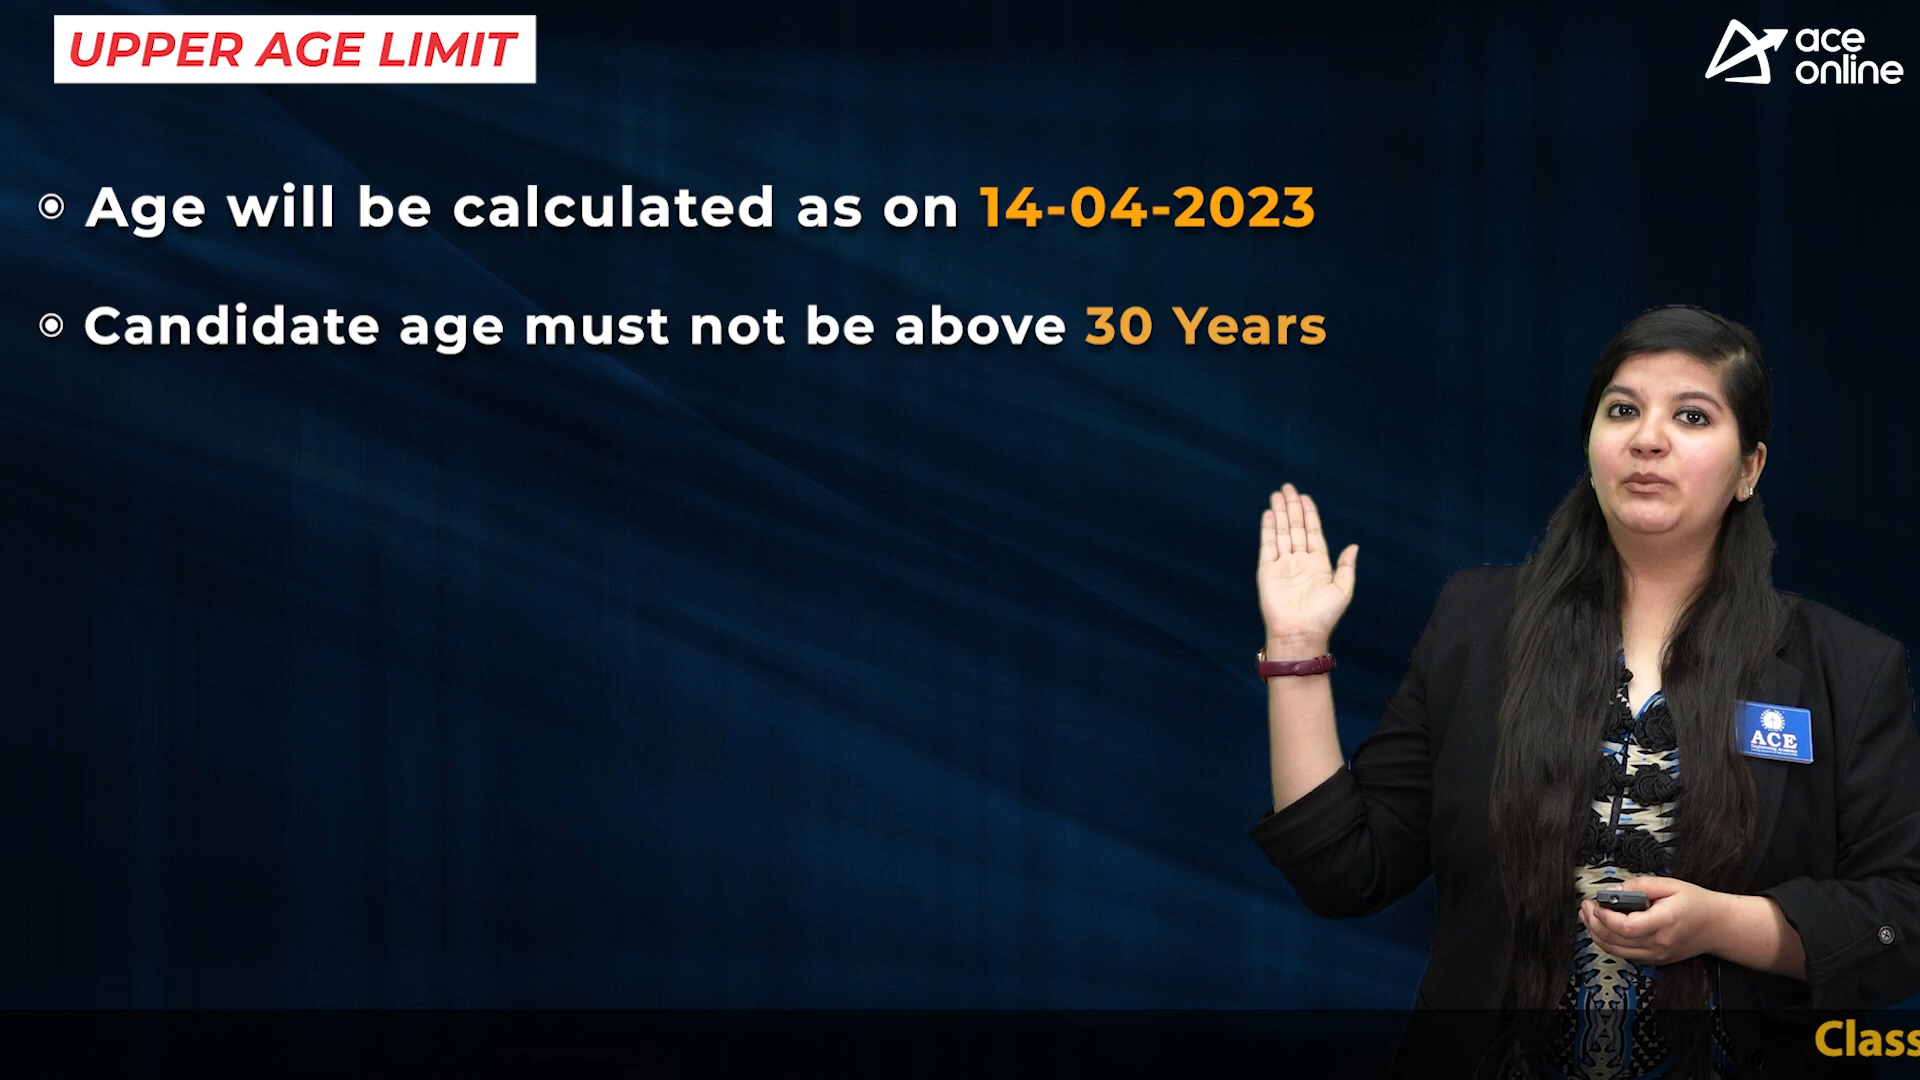 UPPER AGE LIMIT
ace
online
Age will be calculated as on 14-04-2023
Candidate age must not be above 30 Years
ACE
Class